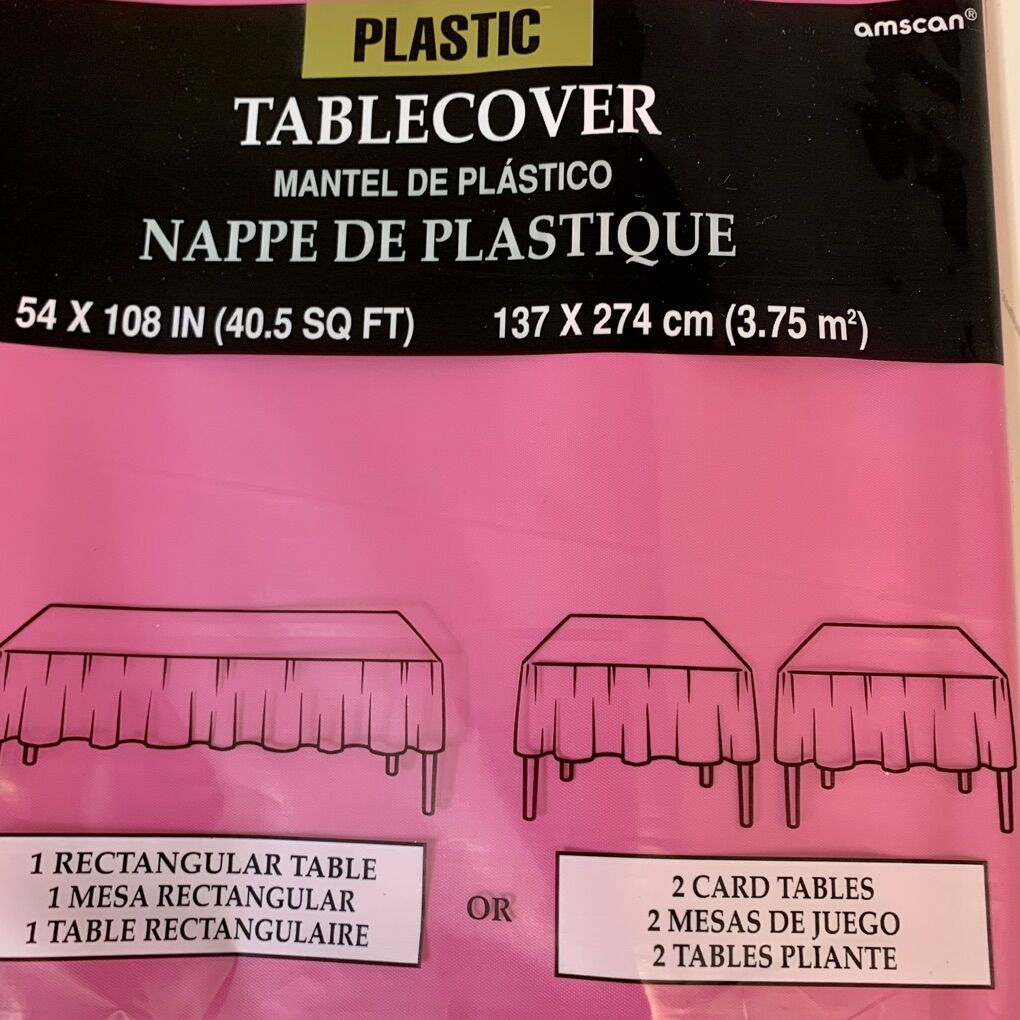 PLASTIC
amscan®
TABLECOVER
MANTEL DE PLÁSTICO
NAPPE DE PLASTIQUE
54 X 108 IN (40.5 SQ FT) 137 X 274 cm (3.75 m²)
1 RECTANGULAR TABLE
1 MESA RECTANGULAR
1 TABLE RECTANGULAIRE
OR
2 CARD TABLES
2 MESAS DE JUEGO
2 TABLES PLIANTE